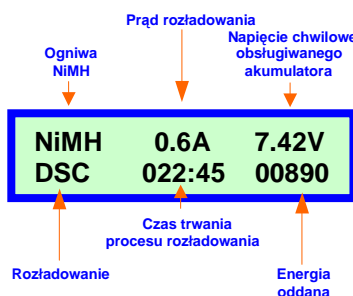 Prąd rozładowania
Napięcie chwilowe
obsługiwanego
akumulatora
Ogniwa
NiMH
NiMH 0.6A 7.42V
DSC 022:45 00890
Czas trwania
procesu rozładowania
Rozładowanie
Energia
oddana